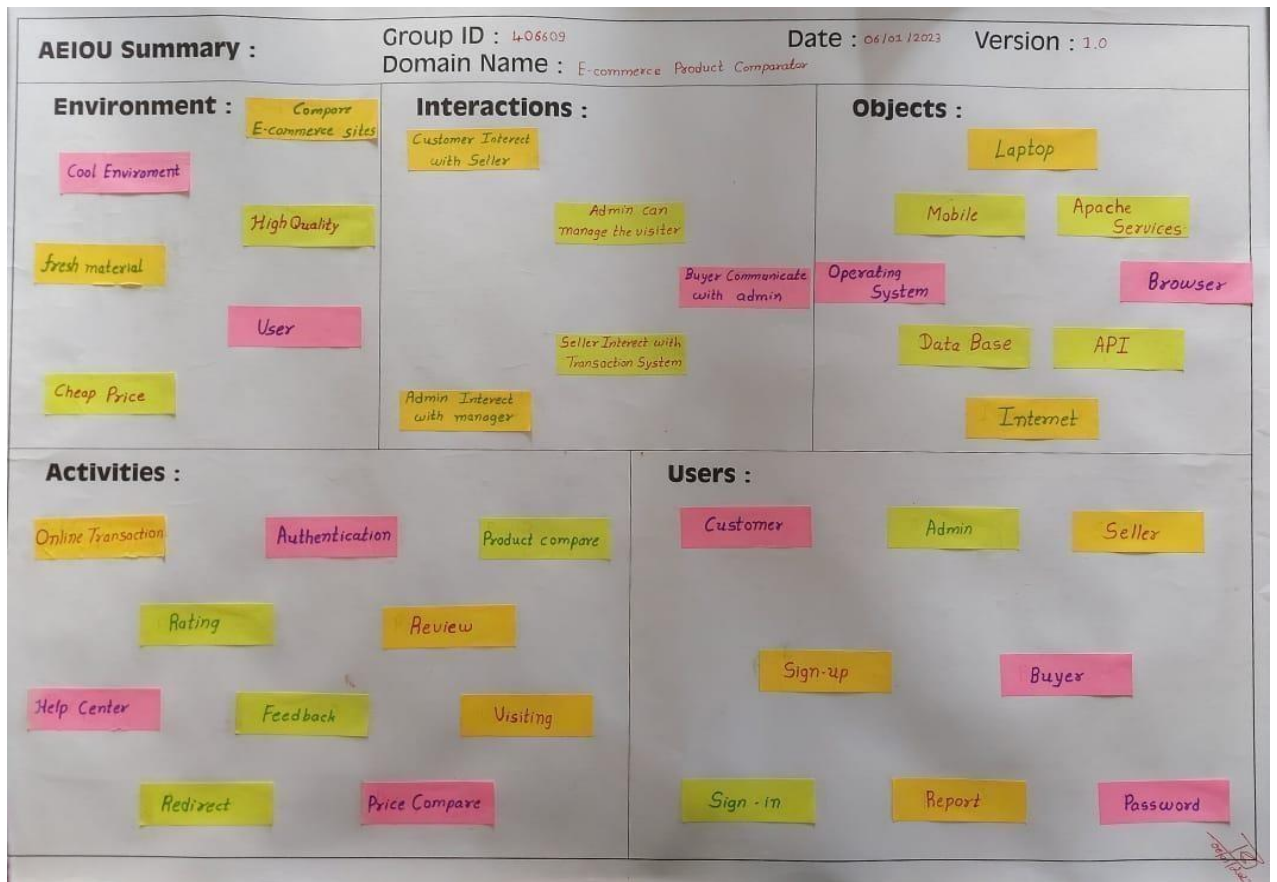 AEIOU Summary :
Group ID : 406609
Date : 06/01/2023
Version : 1.0
Domain Name : E-commerce Product Comparator
Environment :
Compare
E-commerce sites
Cool Enviroment
High Quality
fresh material
User
Cheap Price
Interactions :
Customer Interect
with Seller
Admin can
manage the visiter
Buyer Communicate
with admin
Seller Interect with
Transaction System
Admin Interect
with manager
Objects :
Laptop
Mobile
Apache
Services
Operating
System
Browser
Data Base
API
Internet
Activities :
Online Transaction
Authentication
Product compare
Rating
Review
Help Center
Feedback
Visiting
Redirect
Price Compare
Users :
Customer
Admin
Seller
Sign-up
Buyer
Sign-in
Report
Password